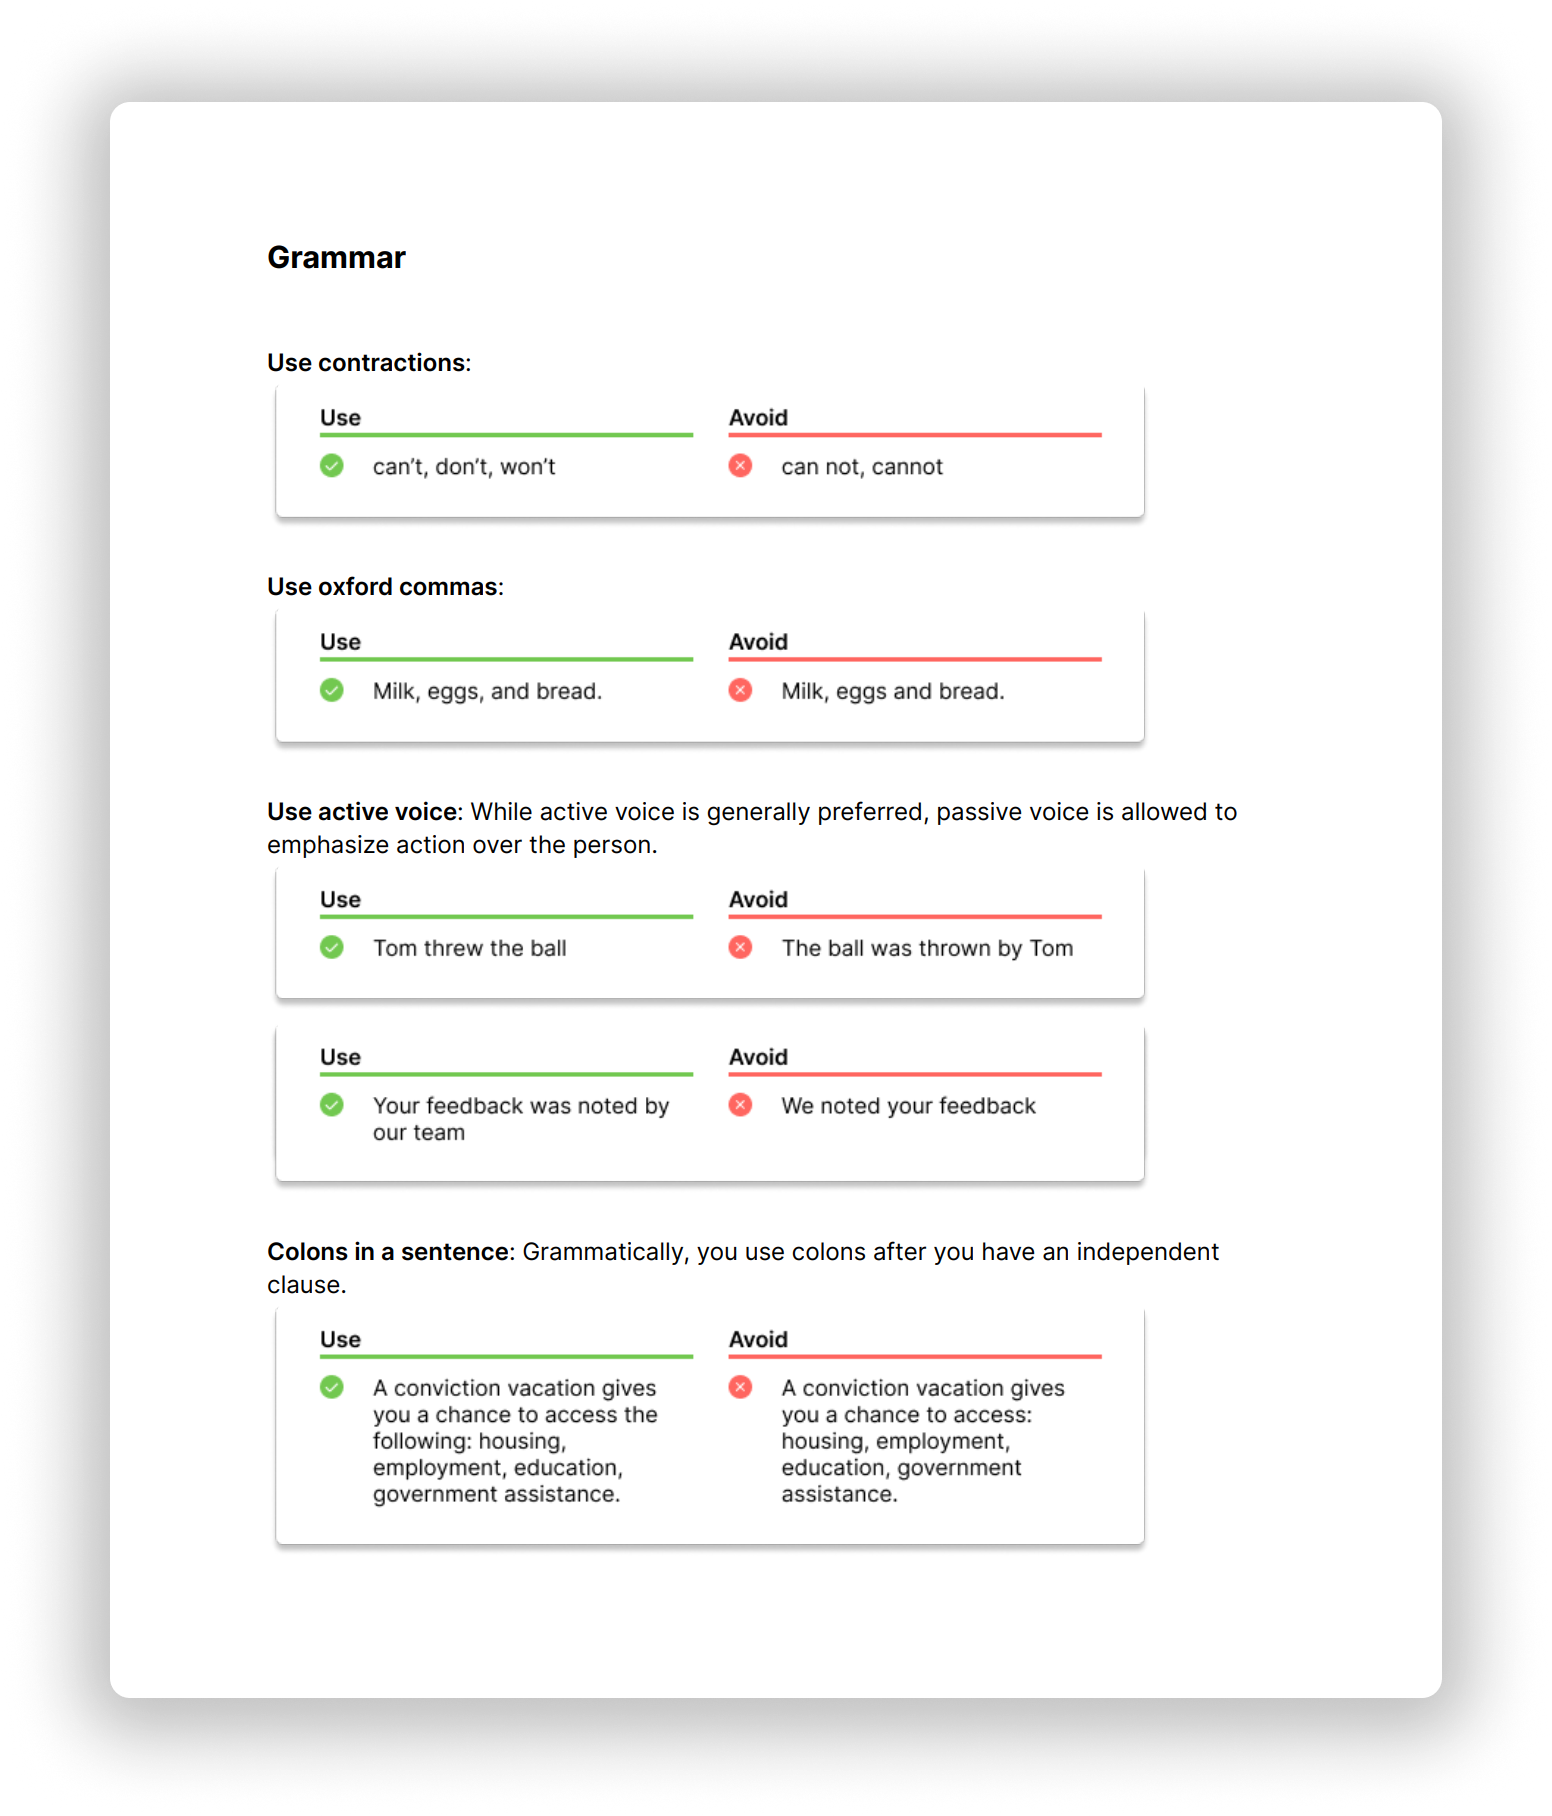 Grammar
Use contractions:
Use
Avoid
can’t, don’t, won’t
can not, cannot
Use oxford commas:
Use
Avoid
Milk, eggs, and bread.
Milk, eggs and bread.
Use active voice: While active voice is generally preferred, passive voice is allowed to
emphasize action over the person.
Use
Avoid
Tom threw the ball
The ball was thrown by Tom
Use
Avoid
Your feedback was noted by
our team
We noted your feedback
Colons in a sentence: Grammatically, you use colons after you have an independent
clause.
Use
A conviction vacation gives
you a chance to access the
following: housing,
employment, education,
government assistance.
Avoid
A conviction vacation gives
you a chance to access:
housing, employment,
education, government
assistance.